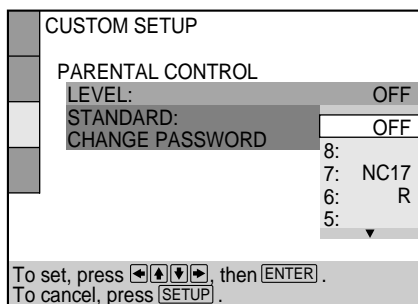 CUSTOM SETUP
PARENTAL CONTROL
LEVEL: OFF
STANDARD:
CHANGE PASSWORD
OFF
8:
7: NC17
6: R
5:
To set, press ←↑↓→, then ENTER.
To cancel, press SETUP.